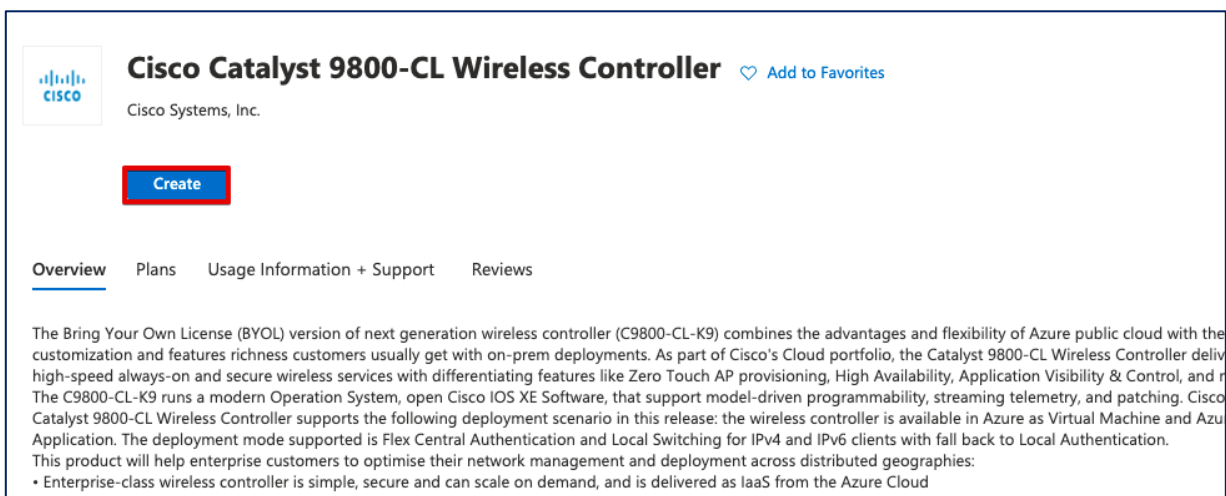 CISCO
Cisco Catalyst 9800-CL Wireless Controller
Add to Favorites
Cisco Systems, Inc.
Create
Overview Plans Usage Information + Support Reviews
The Bring Your Own License (BYOL) version of next generation wireless controller (C9800-CL-K9) combines the advantages and flexibility of Azure public cloud with the
customization and features richness customers usually get with on-prem deployments. As part of Cisco's Cloud portfolio, the Catalyst 9800-CL Wireless Controller deliv
high-speed always-on and secure wireless services with differentiating features like Zero Touch AP provisioning, High Availability, Application Visibility & Control, and
The C9800-CL-K9 runs a modern Operation System, open Cisco IOS XE Software, that support model-driven programmability, streaming telemetry, and patching. Cisco
Catalyst 9800-CL Wireless Controller supports the following deployment scenario in this release: the wireless controller is available in Azure as Virtual Machine and Azu
Application. The deployment mode supported is Flex Central Authentication and Local Switching for IPv4 and IPv6 clients with fall back to Local Authentication.
This product will help enterprise customers to optimise their network management and deployment across distributed geographies:
• Enterprise-class wireless controller is simple, secure and can scale on demand, and is delivered as IaaS from the Azure Cloud